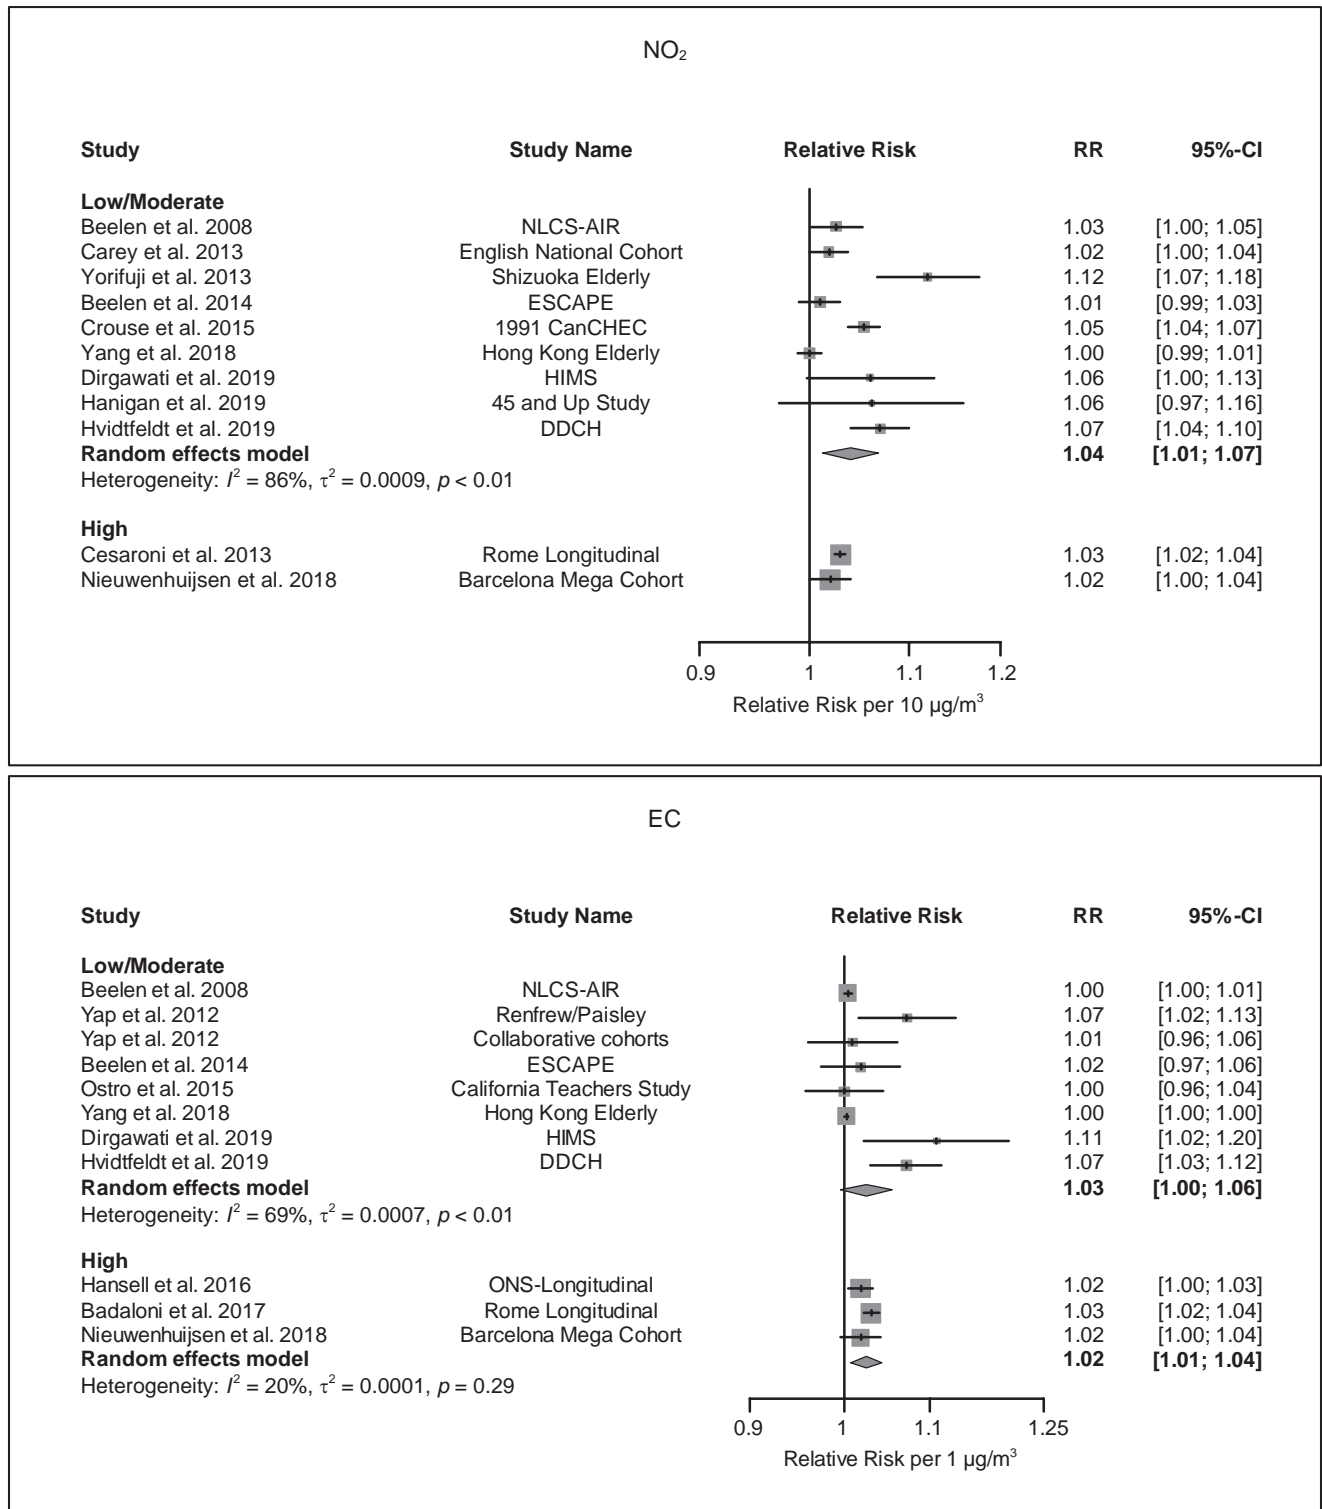 NO₂
Study Study Name Relative Risk RR 95%-CI
Low/Moderate
Beelen et al. 2008 NLCS-AIR 1.03 [1.00; 1.05]
Carey et al. 2013 English National Cohort 1.02 [1.00; 1.04]
Yorifuji et al. 2013 Shizuoka Elderly 1.12 [1.07; 1.18]
Beelen et al. 2014 ESCAPE 1.01 [0.99; 1.03]
Crouse et al. 2015 1991 CanCHEC 1.05 [1.04; 1.07]
Yang et al. 2018 Hong Kong Elderly 1.00 [0.99; 1.01]
Dirgawati et al. 2019 HIMS 1.06 [1.00; 1.13]
Hanigan et al. 2019 45 and Up Study 1.06 [0.97; 1.16]
Hvidtfeldt et al. 2019 DDCH 1.07 [1.04; 1.10]
Random effects model 1.04 [1.01; 1.07]
Heterogeneity: I² = 86%, τ² = 0.0009, p < 0.01
High
Cesaroni et al. 2013 Rome Longitudinal 1.03 [1.02; 1.04]
Nieuwenhuijsen et al. 2018 Barcelona Mega Cohort 1.02 [1.00; 1.04]
0.9 1 1.1 1.2
Relative Risk per 10 µg/m³
EC
Study Study Name Relative Risk RR 95%-CI
Low/Moderate
Beelen et al. 2008 NLCS-AIR 1.00 [1.00; 1.01]
Yap et al. 2012 Renfrew/Paisley 1.07 [1.02; 1.13]
Yap et al. 2012 Collaborative cohorts 1.01 [0.96; 1.06]
Beelen et al. 2014 ESCAPE 1.02 [0.97; 1.06]
Ostro et al. 2015 California Teachers Study 1.00 [0.96; 1.04]
Yang et al. 2018 Hong Kong Elderly 1.00 [1.00; 1.00]
Dirgawati et al. 2019 HIMS 1.11 [1.02; 1.20]
Hvidtfeldt et al. 2019 DDCH 1.07 [1.03; 1.12]
Random effects model 1.03 [1.00; 1.06]
Heterogeneity: I² = 69%, τ² = 0.0007, p < 0.01
High
Hansell et al. 2016 ONS-Longitudinal 1.02 [1.00; 1.03]
Badaloni et al. 2017 Rome Longitudinal 1.03 [1.02; 1.04]
Nieuwenhuijsen et al. 2018 Barcelona Mega Cohort 1.02 [1.00; 1.04]
Random effects model 1.02 [1.01; 1.04]
Heterogeneity: I² = 20%, τ² = 0.0001, p = 0.29
0.9 1 1.1 1.25
Relative Risk per 1 µg/m³